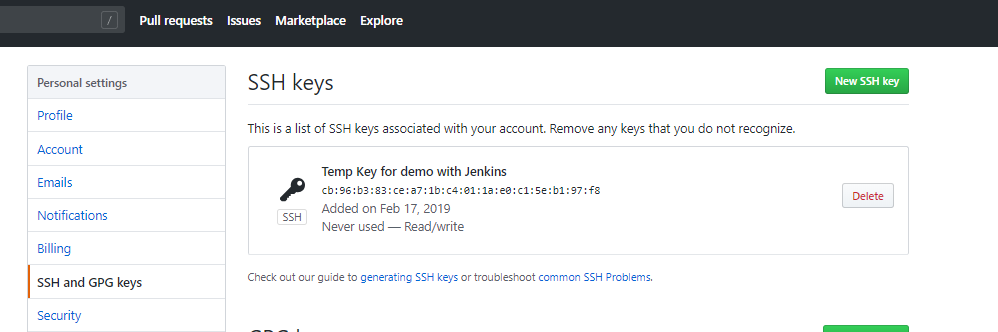 / Pull requests Issues Marketplace Explore
Personal settings
Profile
Account
Emails
Notifications
Billing
SSH and GPG keys
Security
SSH keys
New SSH key
This is a list of SSH keys associated with your account. Remove any keys that you do not recognize.
Temp Key for demo with Jenkins
cb:96:b3:83:ce:a7:1b:c4:01:1a:e0:c1:5e:b1:97:f8
Added on Feb 17, 2019
Never used — Read/write
SSH
Delete
Check out our guide to generating SSH keys or troubleshoot common SSH Problems.